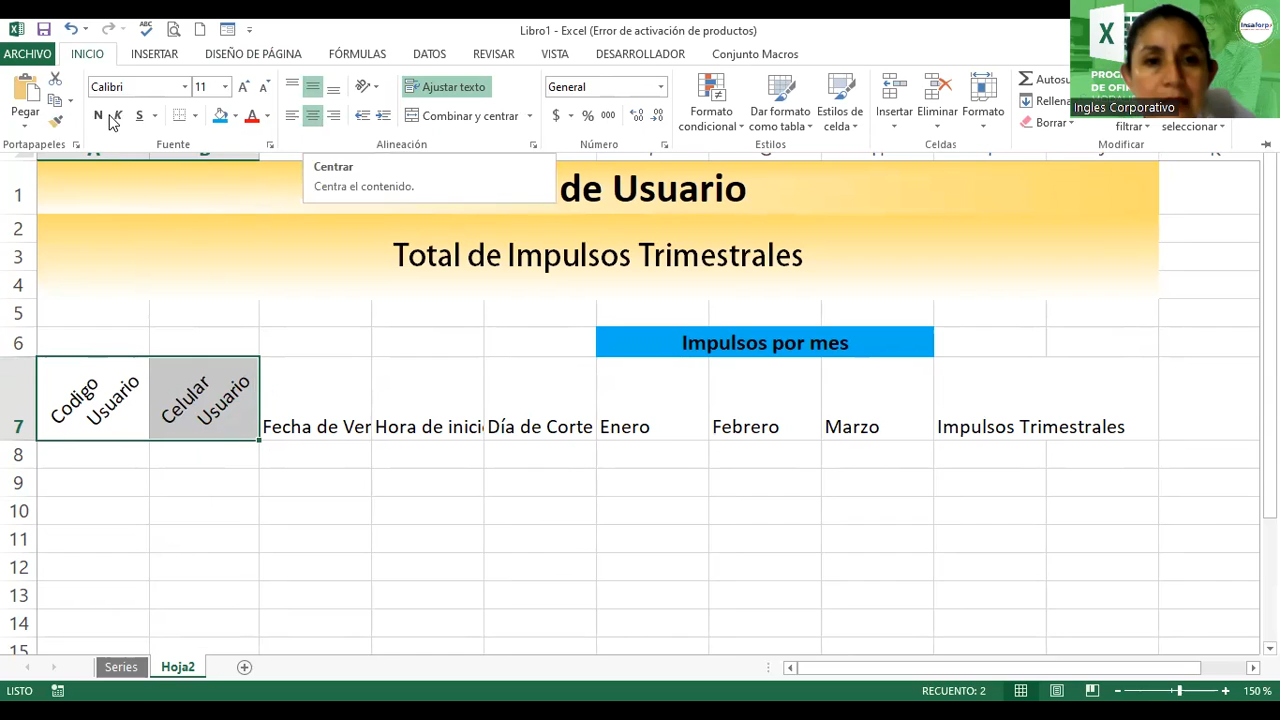 Libro1 - Excel (Error de activación de productos)
ARCHIVO INICIO INSERTAR DISEÑO DE PÁGINA FÓRMULAS DATOS REVISAR VISTA DESARROLLADOR Conjunto Macros
Pegar
Calibri 11
N K S
Ajustar texto
Combinar y centrar
General
$ % 000
Formato condicional
Dar formato como tabla
Estilos de celda
Insertar Eliminar Formato
Autosu
Rellena
Borrar
filtrar seleccionar
Portapapeles Fuente Alineación Número Estilos Celdas Modificar
PROG
DE OFI
Insaforp
Ingles Corporativo
Centrar
Centra el contenido.
1 de Usuario
2
3 Total de Impulsos Trimestrales
4
5
6 Impulsos por mes
7 Codigo Usuario Celular Usuario Fecha de Ver Hora de inici Día de Corte Enero Febrero Marzo Impulsos Trimestrales
8
9
10
11
12
13
14
15
Series Hoja2
LISTO RECUENTO: 2 150 %